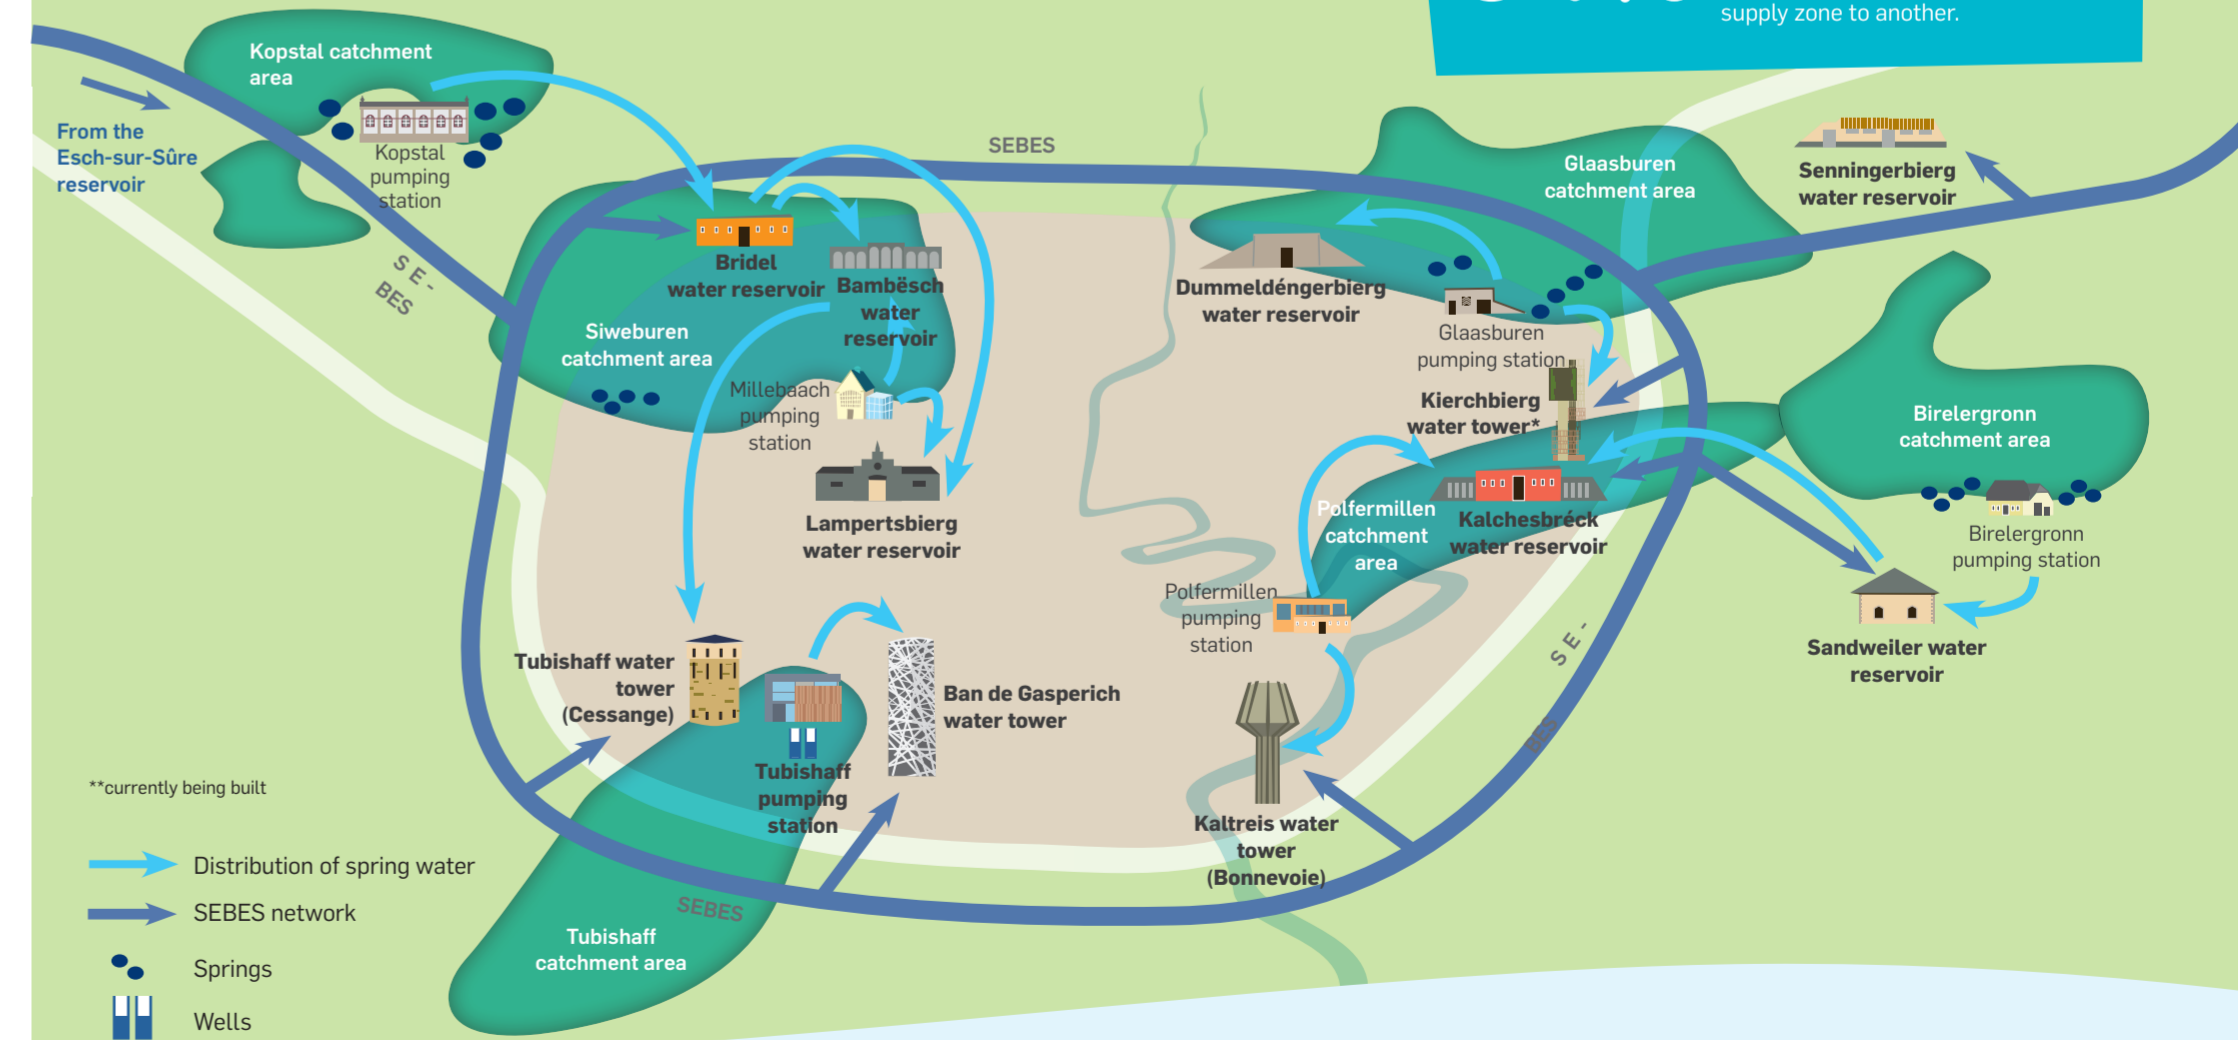 supply zone to another.
Kopstal catchment
area
From the
Esch-sur-Sûre
reservoir
Kopstal
pumping
station
SEBES
Glaasburen
catchment area
Senningerbierg
water reservoir
S E -
BES
Bridel
water reservoir
Bambësch
water
reservoir
Dummeldéngerbierg
water reservoir
Siweburen
catchment area
Glaasburen
pumping station
Millebaach
pumping
station
Kierchbierg
water tower*
Birelergronn
catchment area
Lampertsbierg
water reservoir
Polfermillen
catchment
area
Kalchesbréck
water reservoir
Birelergronn
pumping station
Polfermillen
pumping
station
S E -
BES
Sandweiler water
reservoir
Tubishaff water
tower
(Cessange)
Ban de Gasperich
water tower
Tubishaff
pumping
station
Kaltreis water
tower
(Bonnevoie)
**currently being built
Distribution of spring water
SEBES network
SEBES
Tubishaff
catchment area
Springs
Wells